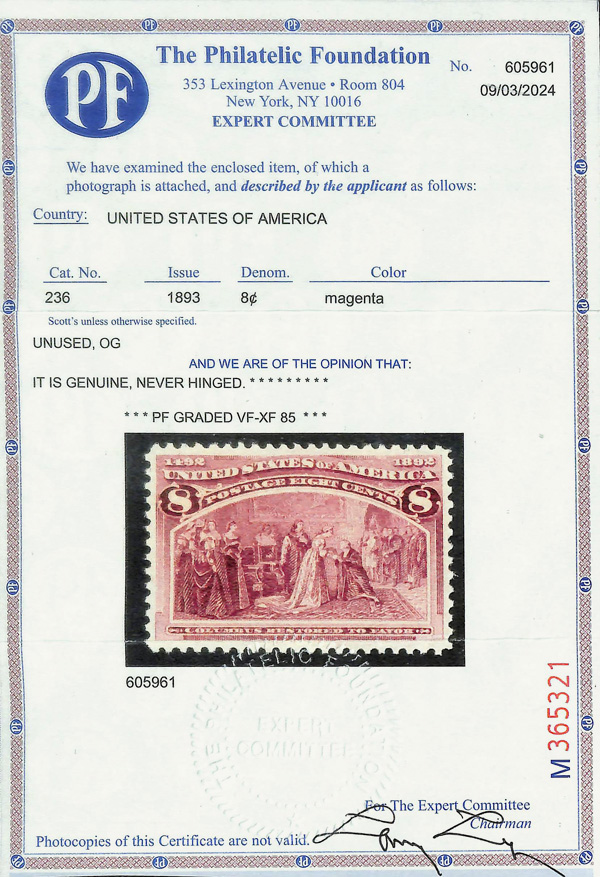 PF
The Philatelic Foundation
353 Lexington Avenue • Room 804
New York, NY 10016
EXPERT COMMITTEE
No. 605961
09/03/2024
We have examined the enclosed item, of which a
photograph is attached, and described by the applicant as follows:
Country: UNITED STATES OF AMERICA
Cat. No. Issue Denom. Color
236 1893 8¢ magenta
Scott's unless otherwise specified.
UNUSED, OG
AND WE ARE OF THE OPINION THAT:
IT IS GENUINE, NEVER HINGED. * * * * * * * * *
* * * PF GRADED VF-XF 85 * * *
1492 1892
UNITED STATES OF AMERICA
8 POSTAGE EIGHT CENTS 8
COLUMBUS RESTORED TO FAVOR
605961
THE PHILATELIC FOUNDATION
EXPERT
COMMITTEE
M 365321
For The Expert Committee
Chairman
Photocopies of this Certificate are not valid.